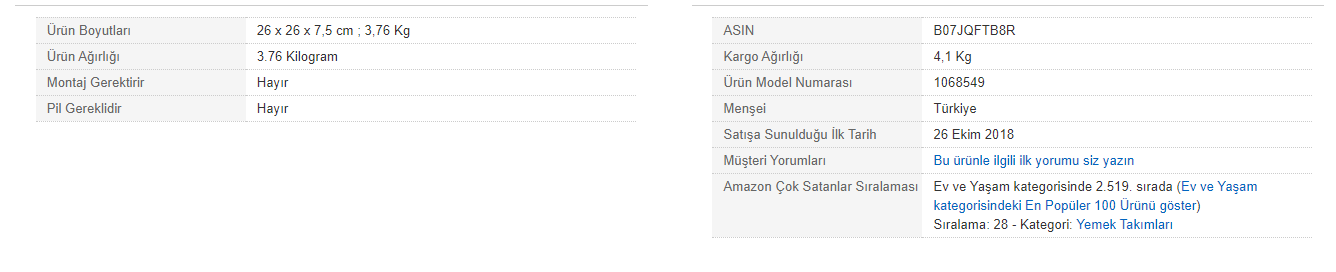 Ürün Boyutları 26 x 26 x 7,5 cm ; 3,76 Kg
Ürün Ağırlığı 3.76 Kilogram
Montaj Gerektirir Hayır
Pil Gereklidir Hayır
ASIN B07JQFTB8R
Kargo Ağırlığı 4,1 Kg
Ürün Model Numarası 1068549
Menşei Türkiye
Satışa Sunulduğu İlk Tarih 26 Ekim 2018
Müşteri Yorumları Bu ürünle ilgili ilk yorumu siz yazın
Amazon Çok Satanlar Sıralaması Ev ve Yaşam kategorisinde 2.519. sırada (Ev ve Yaşam
kategorisindeki En Popüler 100 Ürünü göster)
Sıralama: 28 - Kategori: Yemek Takımları